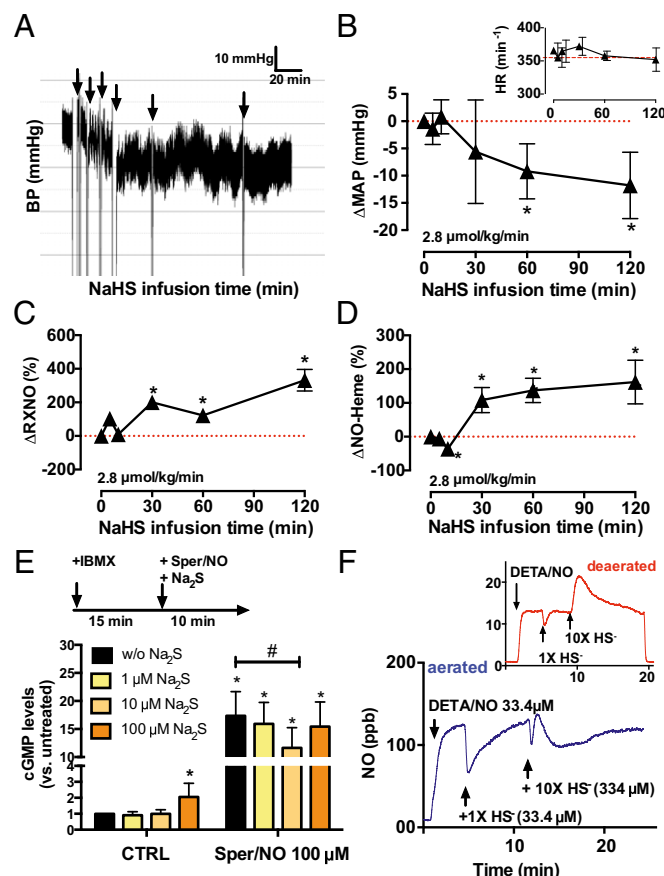 A
10 mmHg
20 min
BP (mmHg)
NaHS infusion time (min)
B
HR (min⁻¹)
400
350
300
0
60
120
ΔMAP (mmHg)
5
0
-5
-10
-15
-20
*
*
2.8 µmol/kg/min
0 30 60 90 120
NaHS infusion time (min)
C
ΔRXNO (%)
600
400
200
0
-200
*
*
*
2.8 µmol/kg/min
0 30 60 90 120
NaHS infusion time (min)
D
ΔNO-Heme (%)
300
200
100
0
-100
*
*
*
*
2.8 µmol/kg/min
0 30 60 90 120
NaHS infusion time (min)
E
+IBMX
+ Sper/NO
+ Na₂S
15 min
10 min
w/o Na₂S
1 µM Na₂S
10 µM Na₂S
100 µM Na₂S
cGMP levels
(vs. untreated)
30
25
20
15
10
5
4
3
2
1
0
*
#
*
*
*
*
CTRL
Sper/NO 100 µM
F
deaerated
DETA/NO
20
10
0
1X HS⁻
10X HS⁻
0 10 20
aerated
NO (ppb)
200
100
00
DETA/NO 33.4µM
+ 10X HS⁻ (334 µM)
+1X HS⁻ (33.4 µM)
0 10 20
Time (min)